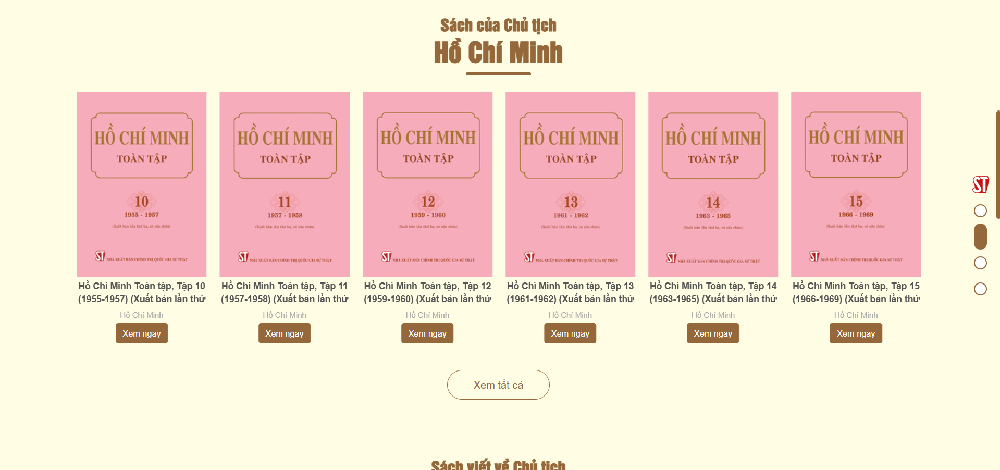 Sách của Chủ tịch
Hồ Chí Minh
HỒ CHÍ MINH
TOÀN TẬP
10
1955 - 1957
(Xuất bản lần thứ ba, có sửa chữa)
ST NHÀ XUẤT BẢN CHÍNH TRỊ QUỐC GIA SỰ THẬT
Hồ Chí Minh Toàn tập, Tập 10
(1955-1957) (Xuất bản lần thứ
Hồ Chí Minh
Xem ngay
HỒ CHÍ MINH
TOÀN TẬP
11
1957 - 1958
(Xuất bản lần thứ ba, có sửa chữa)
ST NHÀ XUẤT BẢN CHÍNH TRỊ QUỐC GIA SỰ THẬT
Hồ Chí Minh Toàn tập, Tập 11
(1957-1958) (Xuất bản lần thứ
Hồ Chí Minh
Xem ngay
HỒ CHÍ MINH
TOÀN TẬP
12
1959 - 1960
(Xuất bản lần thứ ba, có sửa chữa)
ST NHÀ XUẤT BẢN CHÍNH TRỊ QUỐC GIA SỰ THẬT
Hồ Chí Minh Toàn tập, Tập 12
(1959-1960) (Xuất bản lần thứ
Hồ Chí Minh
Xem ngay
HỒ CHÍ MINH
TOÀN TẬP
13
1961 - 1962
(Xuất bản lần thứ ba, có sửa chữa)
ST NHÀ XUẤT BẢN CHÍNH TRỊ QUỐC GIA SỰ THẬT
Hồ Chí Minh Toàn tập, Tập 13
(1961-1962) (Xuất bản lần thứ
Hồ Chí Minh
Xem ngay
HỒ CHÍ MINH
TOÀN TẬP
14
1963 - 1965
(Xuất bản lần thứ ba, có sửa chữa)
ST NHÀ XUẤT BẢN CHÍNH TRỊ QUỐC GIA SỰ THẬT
Hồ Chí Minh Toàn tập, Tập 14
(1963-1965) (Xuất bản lần thứ
Hồ Chí Minh
Xem ngay
HỒ CHÍ MINH
TOÀN TẬP
15
1966 - 1969
(Xuất bản lần thứ ba, có sửa chữa)
ST NHÀ XUẤT BẢN CHÍNH TRỊ QUỐC GIA SỰ THẬT
Hồ Chí Minh Toàn tập, Tập 15
(1966-1969) (Xuất bản lần thứ
Hồ Chí Minh
Xem ngay
ST
Xem tất cả
Sách viết về Chủ tịch